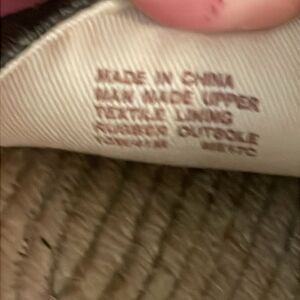 MADE IN CHINA
MAN MADE UPPER
TEXTILE LINING
RUBBER OUTSOLE